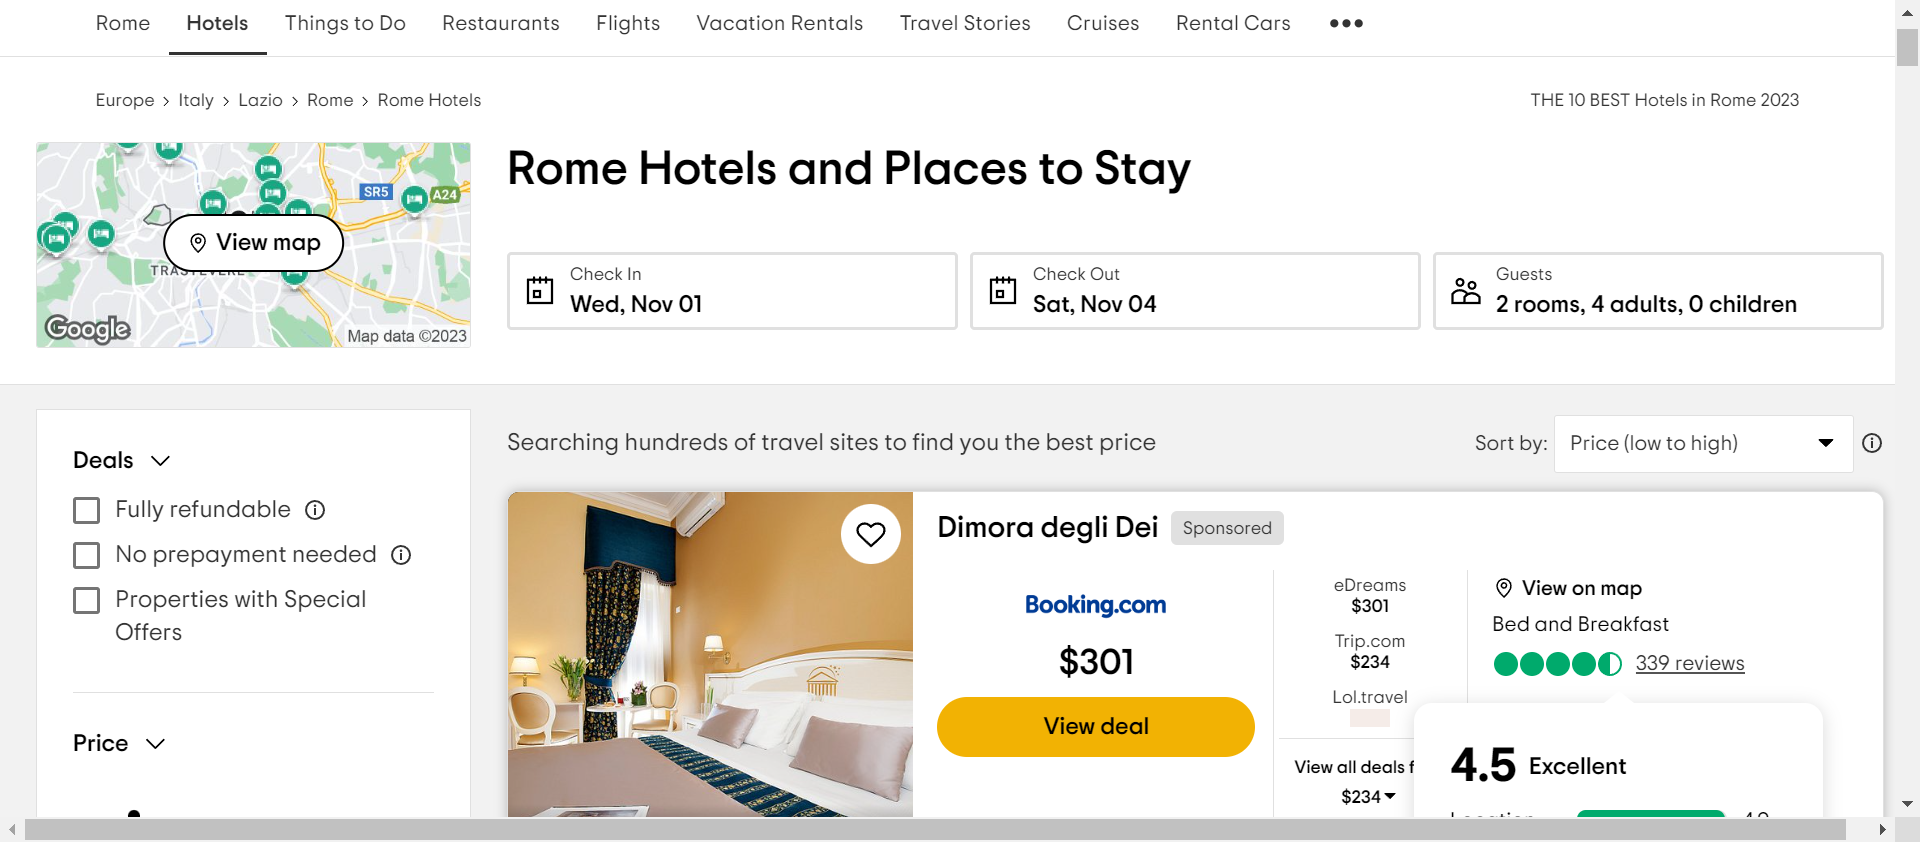 Rome Hotels Things to Do Restaurants Flights Vacation Rentals Travel Stories Cruises Rental Cars •••
Europe > Italy > Lazio > Rome > Rome Hotels
THE 10 BEST Hotels in Rome 2023
SR5
A24
View map
Google
Map data ©2023
Rome Hotels and Places to Stay
Check In
Wed, Nov 01
Check Out
Sat, Nov 04
Guests
2 rooms, 4 adults, 0 children
Deals
Fully refundable
No prepayment needed
Properties with Special
Offers
Price
Searching hundreds of travel sites to find you the best price
Sort by: Price (low to high)
Dimora degli Dei Sponsored
Booking.com
$301
View deal
eDreams
$301
Trip.com
$234
Lol.travel
View all deals
$234
View on map
Bed and Breakfast
339 reviews
4.5 Excellent